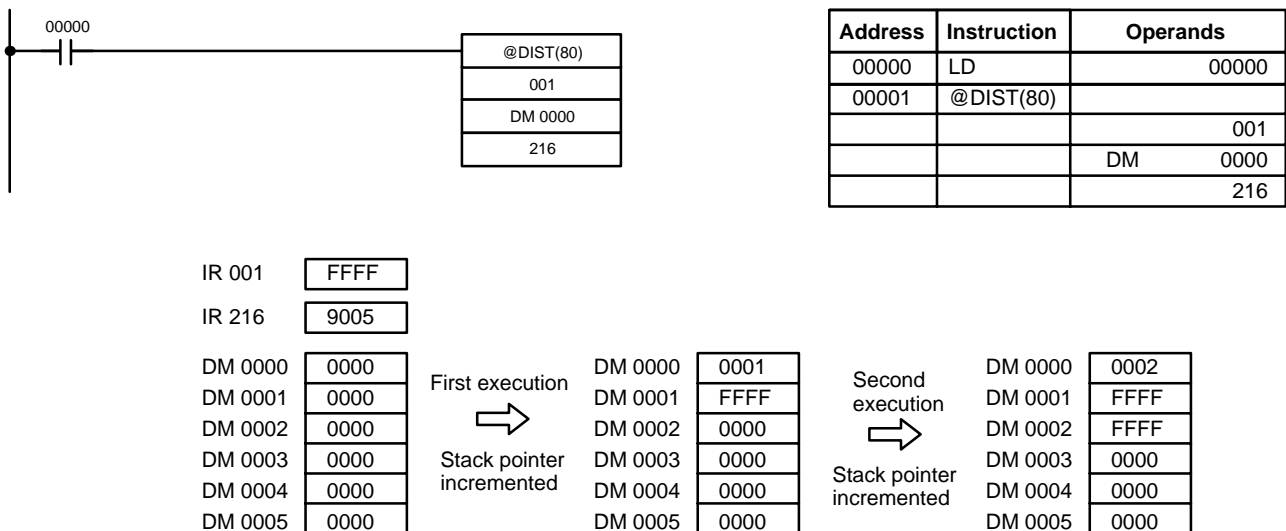 00000
@DIST(80)
001
DM 0000
216
Address Instruction Operands
00000 LD 00000
00001 @DIST(80)
001
DM 0000
216
IR 001 FFFF
IR 216 9005
DM 0000 0000
DM 0001 0000
DM 0002 0000
DM 0003 0000
DM 0004 0000
DM 0005 0000
First execution
Stack pointer
incremented
DM 0000 0001
DM 0001 FFFF
DM 0002 0000
DM 0003 0000
DM 0004 0000
DM 0005 0000
Second
execution
Stack pointer
incremented
DM 0000 0002
DM 0001 FFFF
DM 0002 FFFF
DM 0003 0000
DM 0004 0000
DM 0005 0000